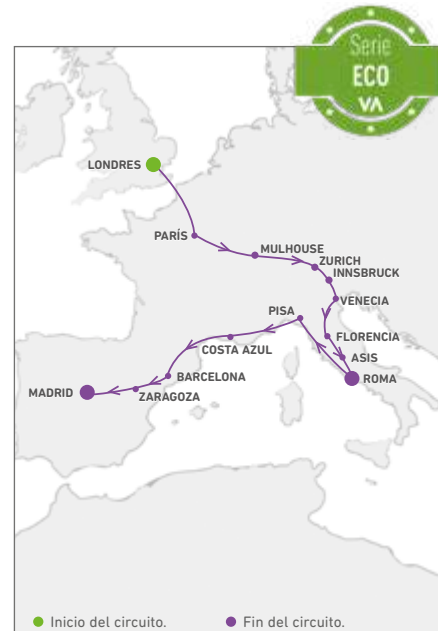 Serie
ECO
VA
LONDRES
PARÍS
MULHOUSE
ZURICH
INNSBRUCK
VENECIA
PISA
FLORENCIA
COSTA AZUL
ASIS
BARCELONA
ROMA
MADRID
ZARAGOZA
Inicio del circuito.
Fin del circuito.